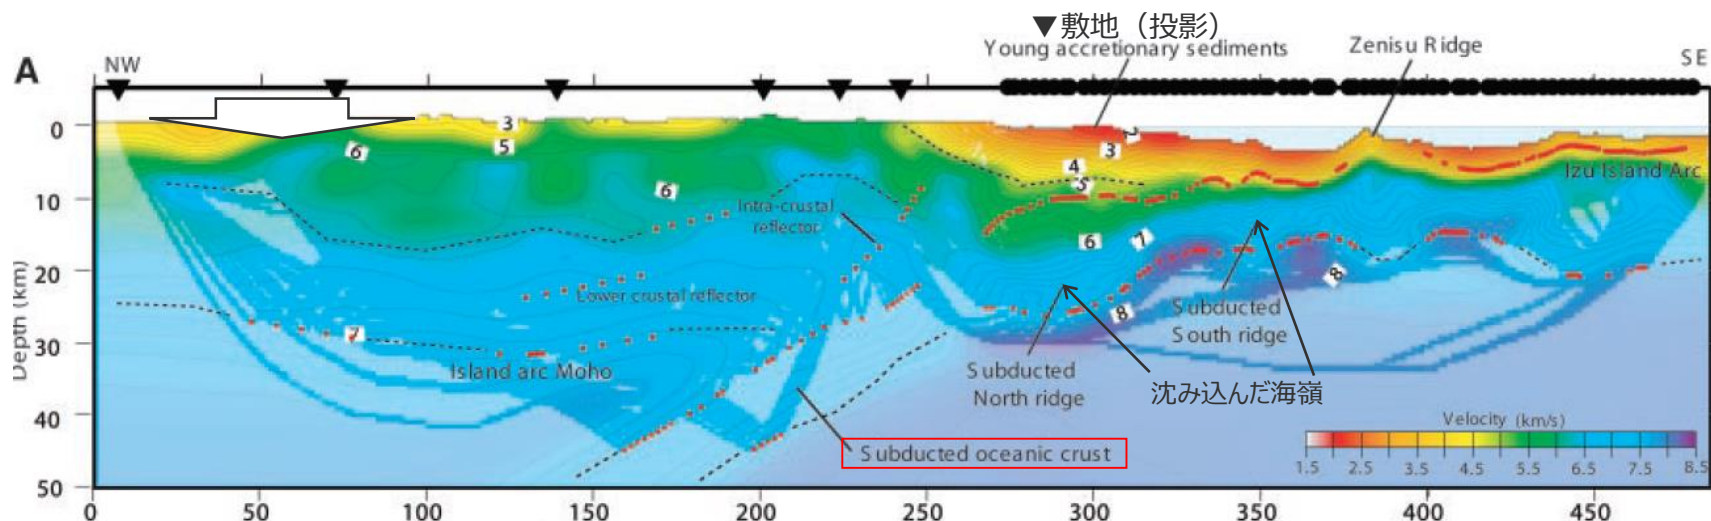 ▼敷地（投影）
Young accretionary sediments
Zenisu Ridge
A
NW
SE
0
10
20
30
40
50
Depth (km)
3
5
6
6
2
3
4
5
6
7
8
8
7
Izu Island Arc
Intra-crustal
reflector
Lower crustal reflector
Island arc Moho
Subducted
South ridge
Subducted
North ridge
沈み込んだ海嶺
Subducted oceanic crust
Velocity (km/s)
1.5 2.5 3.5 4.5 5.5 6.5 7.5 8.5
0 50 100 150 200 250 300 350 400 450